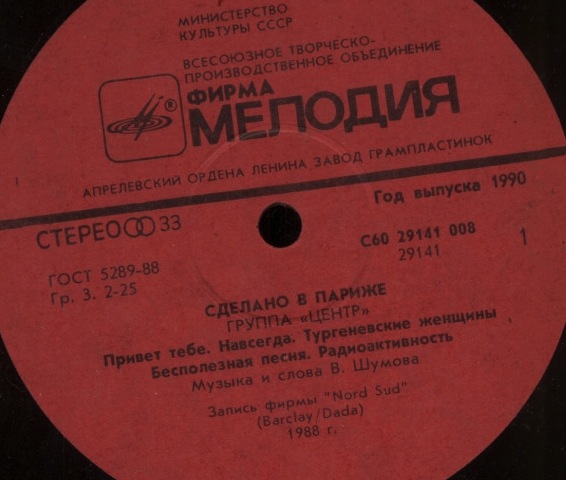 МИНИСТЕРСТВО
КУЛЬТУРЫ СССР
ВСЕСОЮЗНОЕ ТВОРЧЕСКО-
ПРОИЗВОДСТВЕННОЕ ОБЪЕДИНЕНИЕ
®
ФИРМА
МЕЛОДИЯ
АПРЕЛЕВСКИЙ ОРДЕНА ЛЕНИНА ЗАВОД ГРАМПЛАСТИНОК
СТЕРЕО 33
Год выпуска 1990
ГОСТ 5289-88
Гр. 3. 2-25
С60 29141 008
29141
1
СДЕЛАНО В ПАРИЖЕ
ГРУППА «ЦЕНТР»
Привет тебе. Навсегда. Тургеневские женщины
Бесполезная песня. Радиоактивность
Музыка и слова В. Шумова
Запись фирмы "Nord Sud"
(Barclay/Dada)
1988 г.